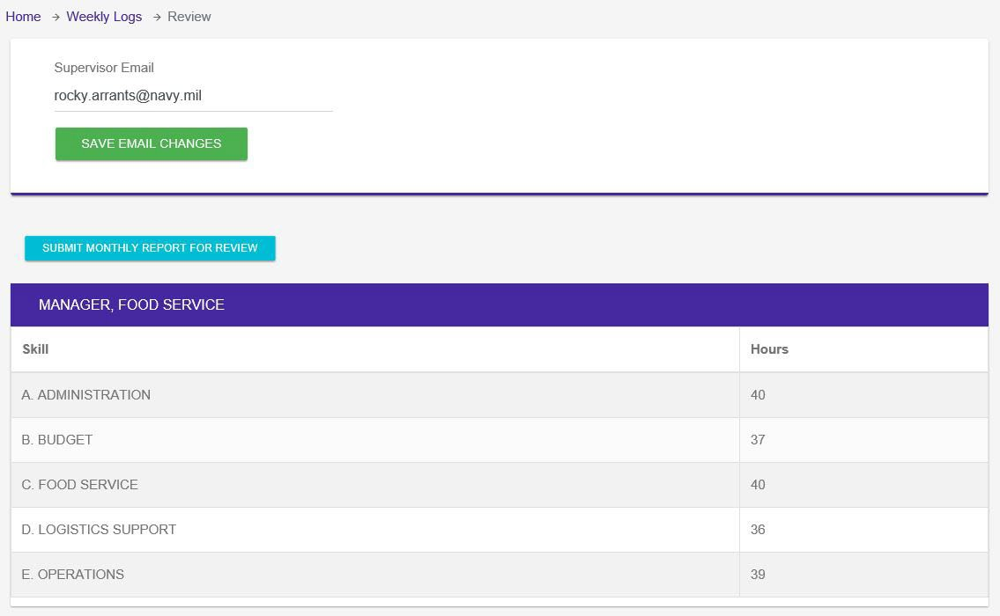 Home → Weekly Logs → Review
Supervisor Email
rocky.arrants@navy.mil
SAVE EMAIL CHANGES
SUBMIT MONTHLY REPORT FOR REVIEW
MANAGER, FOOD SERVICE
Skill Hours
A. ADMINISTRATION 40
B. BUDGET 37
C. FOOD SERVICE 40
D. LOGISTICS SUPPORT 36
E. OPERATIONS 39